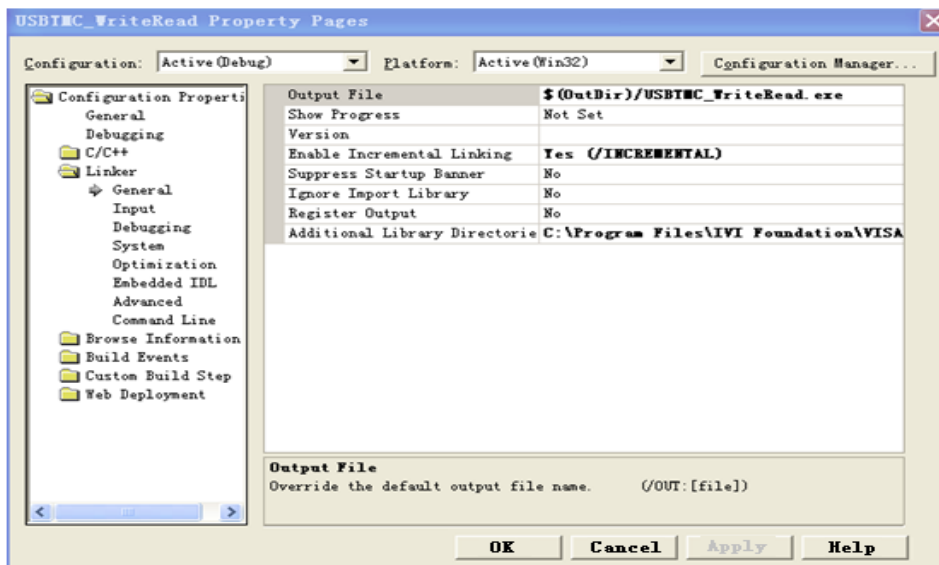 USBTMC_WriteRead Property Pages
Configuration: Active(Debug) Platform: Active(Win32) Configuration Manager...
Configuration Properti
General
Debugging
C/C++
Linker
General
Input
Debugging
System
Optimization
Embedded IDL
Advanced
Command Line
Browse Information
Build Events
Custom Build Step
Web Deployment
Output File $(OutDir)/USBTMC_WriteRead.exe
Show Progress Not Set
Version
Enable Incremental Linking Yes (/INCREMENTAL)
Suppress Startup Banner No
Ignore Import Library No
Register Output No
Additional Library Directorie C:\Program Files\IVI Foundation\VISA
Output File
Override the default output file name. (/OUT:[file])
OK Cancel Apply Help